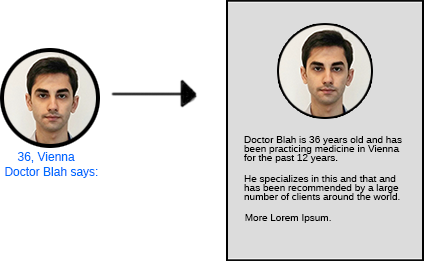 36, Vienna
Doctor Blah says:
Doctor Blah is 36 years old and has
been practicing medicine in Vienna
for the past 12 years.
He specializes in this and that and
has been recommended by a large
number of clients around the world.
More Lorem Ipsum.